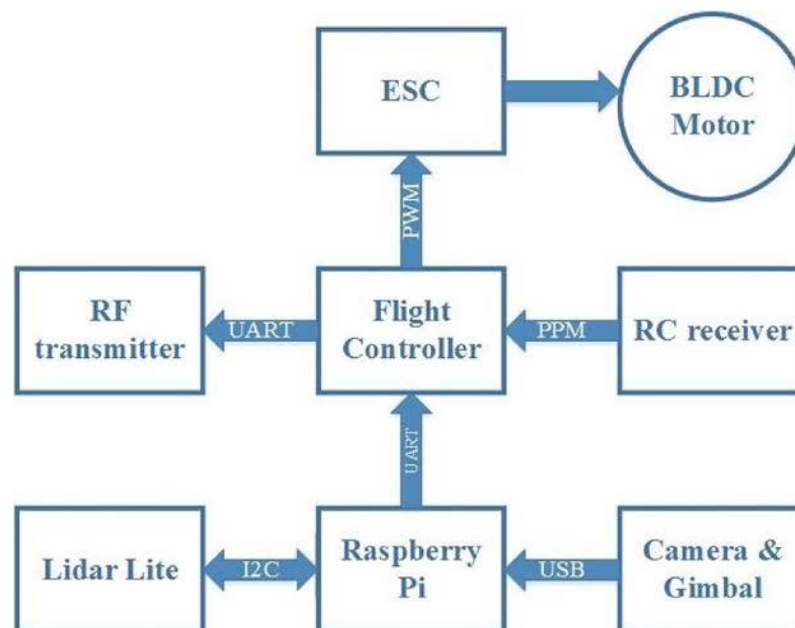 ESC
BLDC
Motor
PWM
RF
transmitter
UART
Flight
Controller
PPM
RC receiver
UART
Lidar Lite
I2C
Raspberry
Pi
USB
Camera &
Gimbal